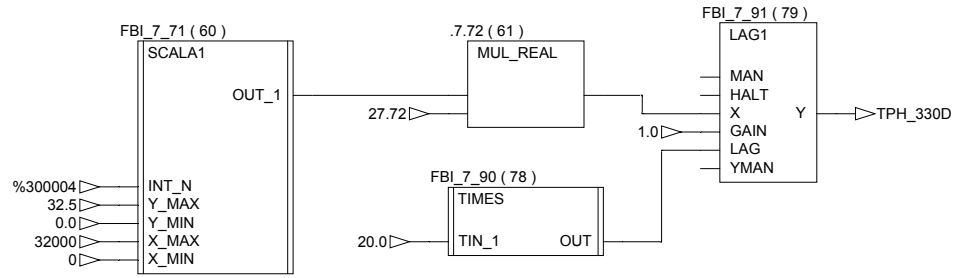 FBI_7_71 ( 60 )
SCALA1
OUT_1
%300004
INT_N
32.5
Y_MAX
0.0
Y_MIN
32000
X_MAX
0
X_MIN
.7.72 ( 61 )
MUL_REAL
27.72
FBI_7_90 ( 78 )
TIMES
20.0
TIN_1
OUT
FBI_7_91 ( 79 )
LAG1
MAN
HALT
X
Y
TPH_330D
1.0
GAIN
LAG
YMAN